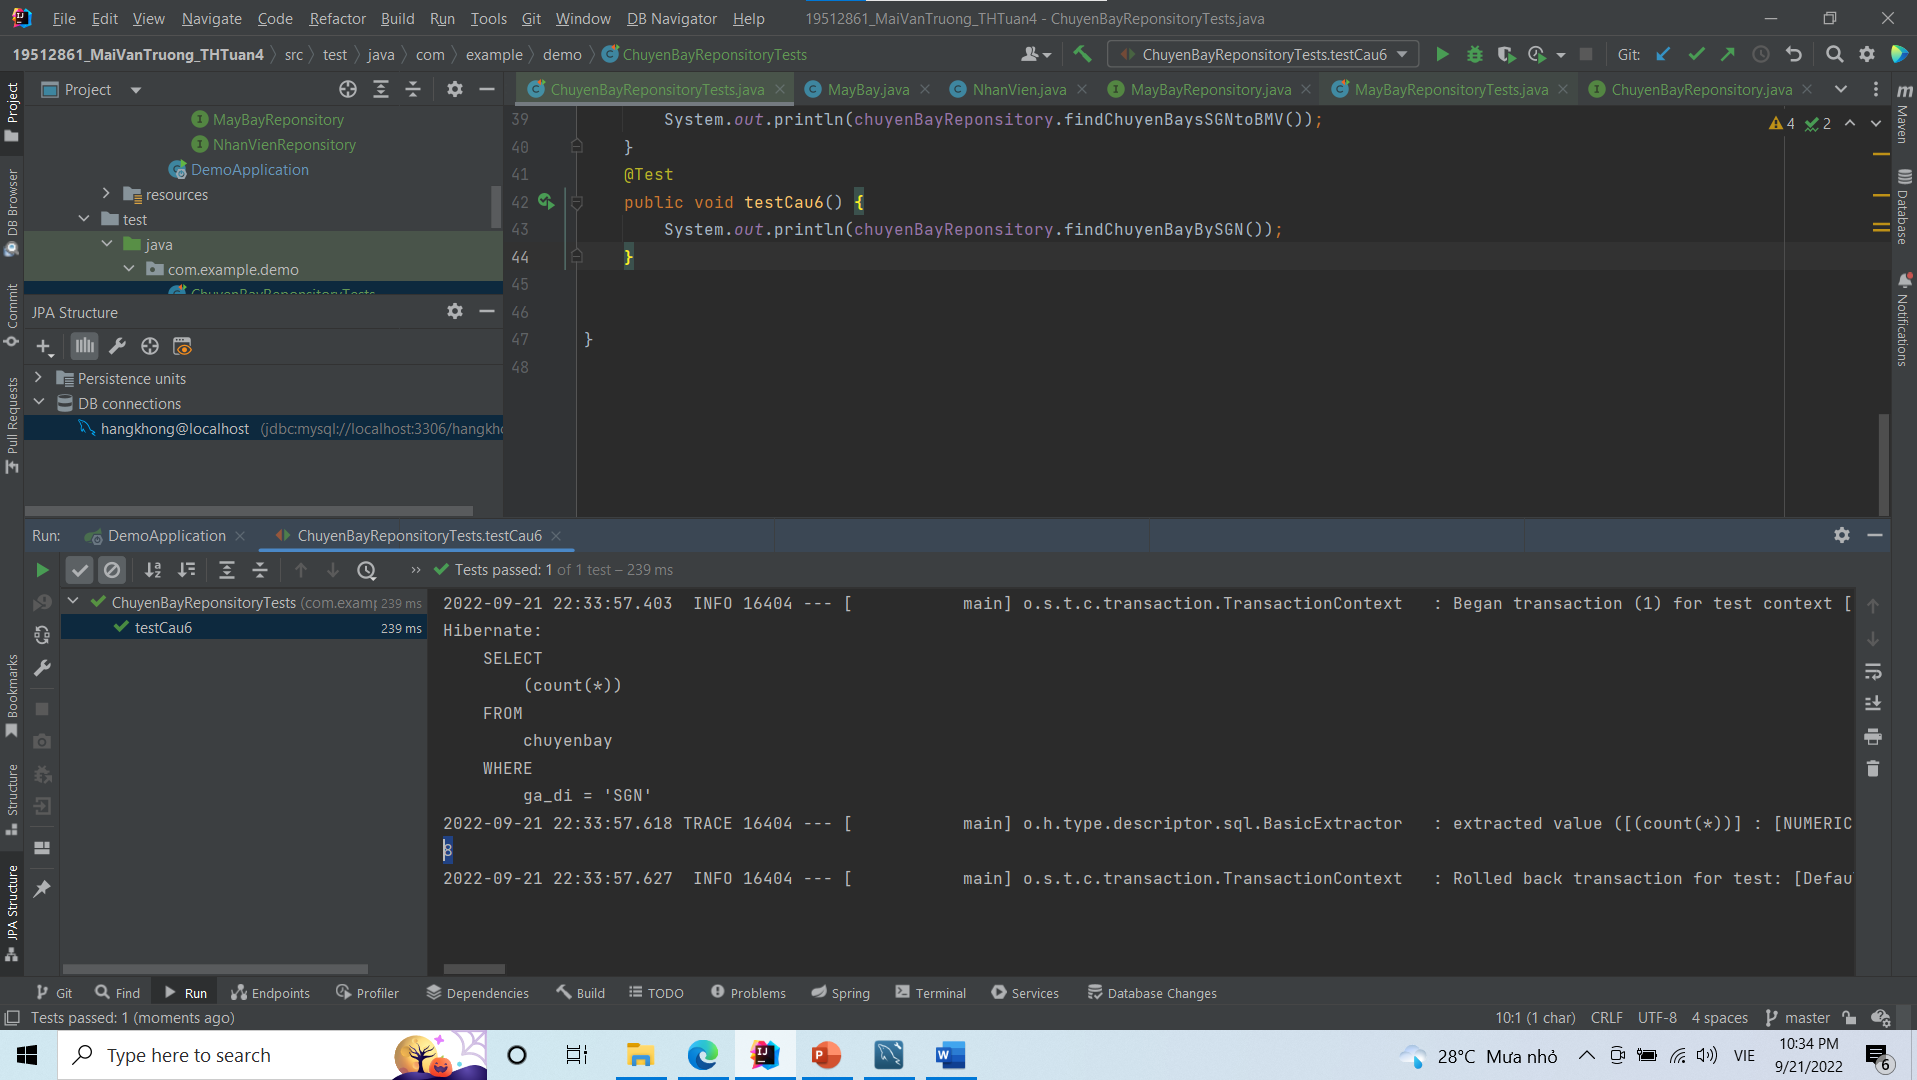 File Edit View Navigate Code Refactor Build Run Tools Git Window DB Navigator Help 19512861_MaiVanTruong_THTuan4 - ChuyenBayReponsitoryTests.java
19512861_MaiVanTruong_THTuan4 src test java com example demo ChuyenBayReponsitoryTests ChuyenBayReponsitoryTests.testCau6 Git:
Project
ChuyenBayReponsitoryTests.java MayBay.java NhanVien.java MayBayReponsitory.java MayBayReponsitoryTests.java ChuyenBayReponsitory.java
MayBayReponsitory
NhanVienReponsitory
DemoApplication
resources
test
java
com.example.demo
ChuyenBayReponsitoryTests
39 System.out.println(chuyenBayReponsitory.findChuyenBaysSGNtoBMV());
40 }
41 @Test
42 public void testCau6() {
43 System.out.println(chuyenBayReponsitory.findChuyenBayBySGN());
44 }
45
46
47 }
48
4 2
JPA Structure
Persistence units
DB connections
hangkhong@localhost (jdbc:mysql://localhost:3306/hangkho
Project
DB Browser
Commit
Pull Requests
Bookmarks
Structure
JPA Structure
Maven
Database
Notifications
Run: DemoApplication ChuyenBayReponsitoryTests.testCau6
Tests passed: 1 of 1 test – 239 ms
ChuyenBayReponsitoryTests (com.examp 239 ms
testCau6 239 ms
2022-09-21 22:33:57.403 INFO 16404 --- [ main] o.s.t.c.transaction.TransactionContext : Began transaction (1) for test context [
Hibernate:
SELECT
(count(*))
FROM
chuyenbay
WHERE
ga_di = 'SGN'
2022-09-21 22:33:57.618 TRACE 16404 --- [ main] o.h.type.descriptor.sql.BasicExtractor : extracted value ([(count(*))] : [NUMERIC
8
2022-09-21 22:33:57.627 INFO 16404 --- [ main] o.s.t.c.transaction.TransactionContext : Rolled back transaction for test: [Defau
Git Find Run Endpoints Profiler Dependencies Build TODO Problems Spring Terminal Services Database Changes
Tests passed: 1 (moments ago) 10:1 (1 char) CRLF UTF-8 4 spaces master
Type here to search 28°C Mưa nhỏ VIE 10:34 PM
9/21/2022 6